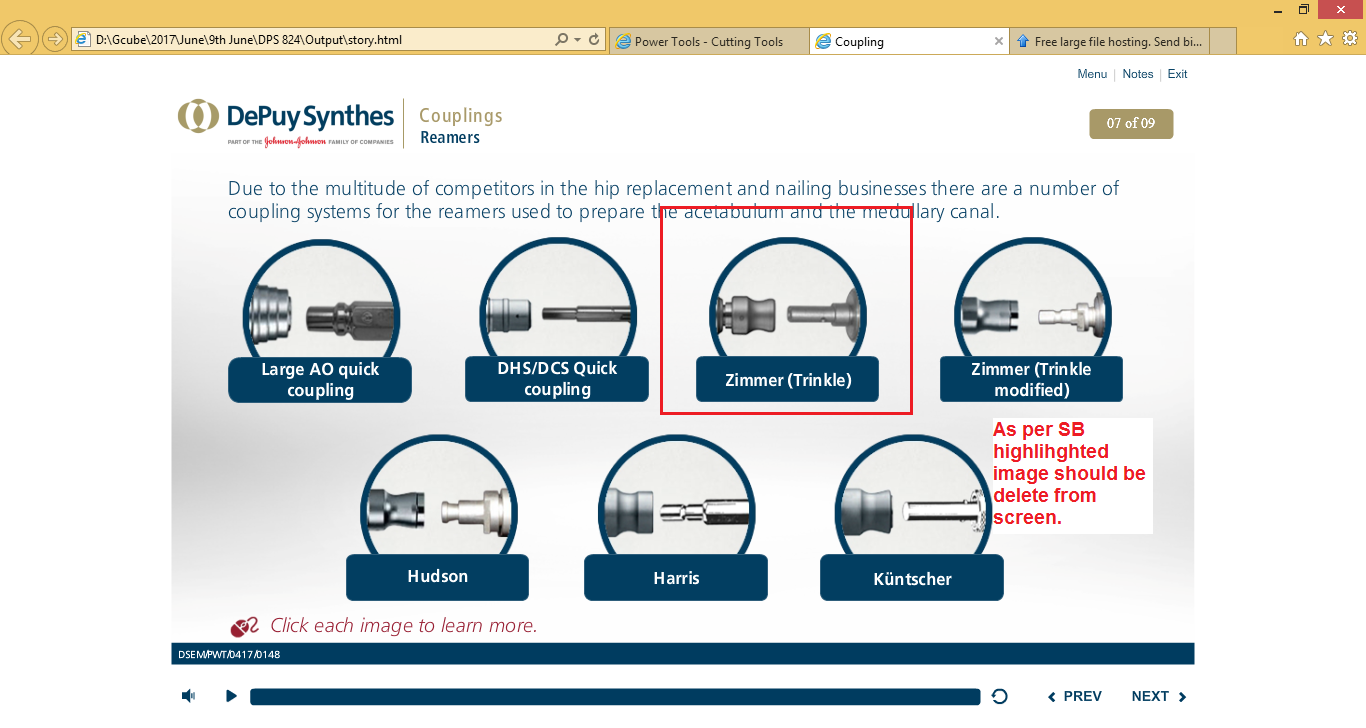 D:\Gcube\2017\June\9th June\DPS 824\Output\story.html
Power Tools - Cutting Tools
Coupling
Free large file hosting. Send bi...
Menu | Notes | Exit
DePuy Synthes
PART OF THE Johnson & Johnson FAMILY OF COMPANIES
Couplings
Reamers
07 of 09
Due to the multitude of competitors in the hip replacement and nailing businesses there are a number of
coupling systems for the reamers used to prepare the acetabulum and the medullary canal.
Large AO quick
coupling
DHS/DCS Quick
coupling
Zimmer (Trinkle)
Zimmer (Trinkle
modified)
As per SB
highlihghted
image should be
delete from
screen.
Hudson
Harris
Küntscher
Click each image to learn more.
DSEM/PWT/0417/0148
PREV
NEXT